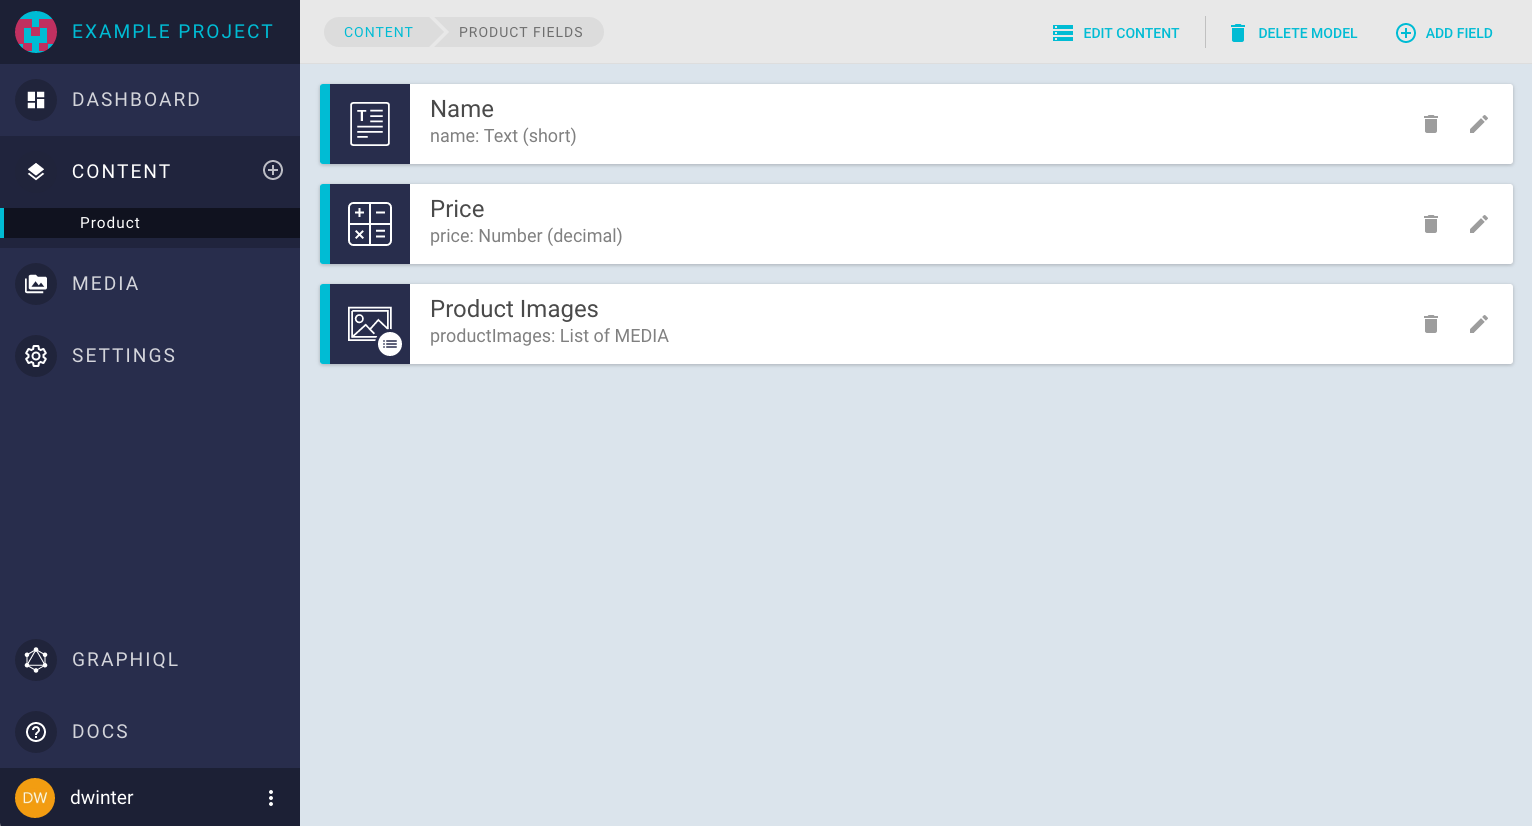 EXAMPLE PROJECT
DASHBOARD
CONTENT
Product
MEDIA
SETTINGS
GRAPHIQL
DOCS
DW dwinter
CONTENT PRODUCT FIELDS
EDIT CONTENT DELETE MODEL ADD FIELD
Name
name: Text (short)
Price
price: Number (decimal)
Product Images
productImages: List of MEDIA